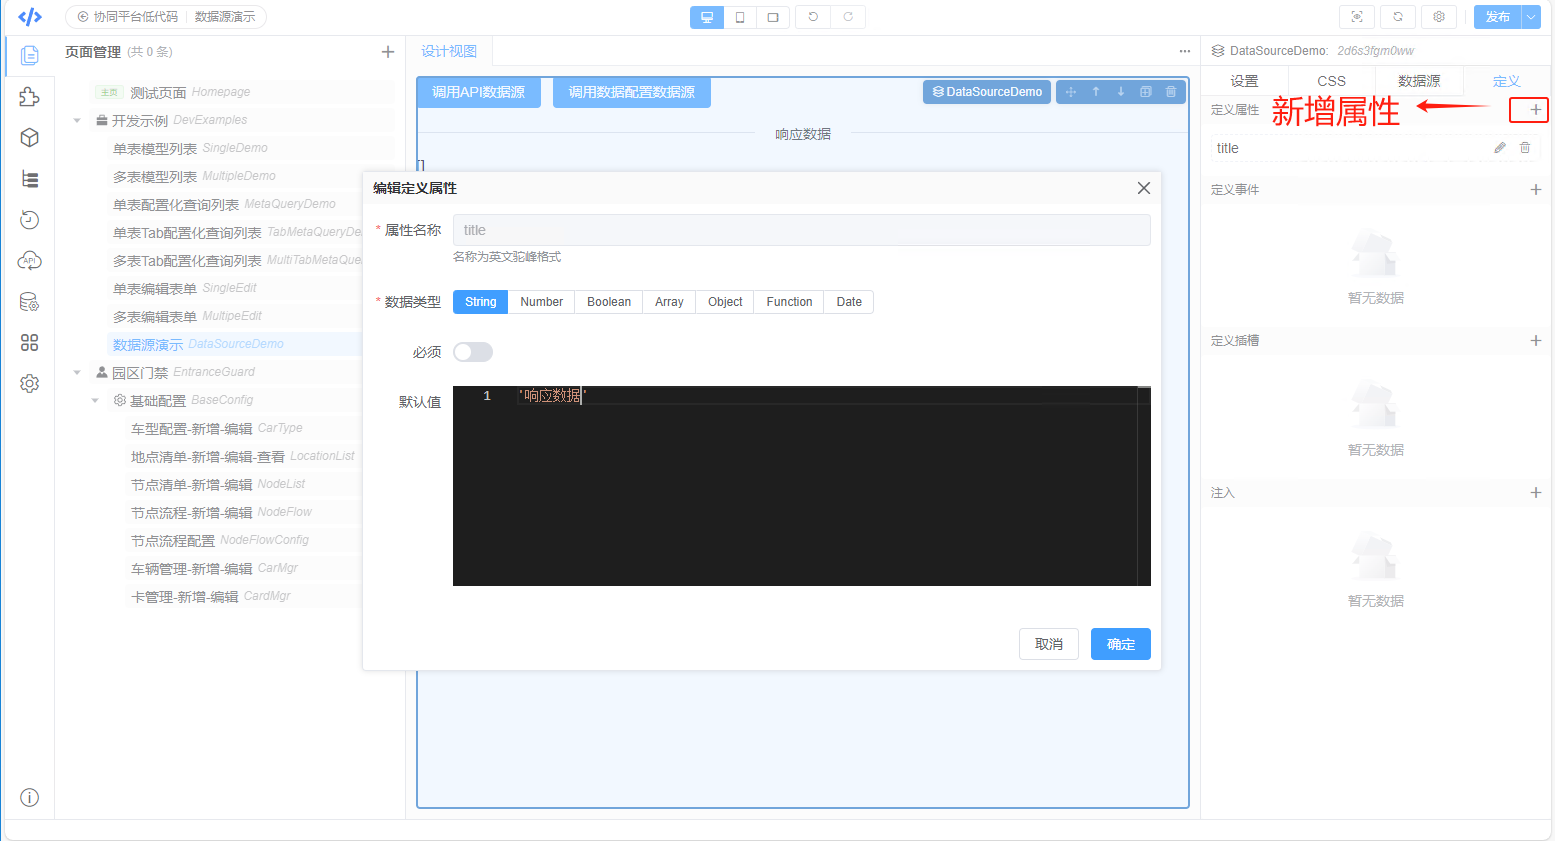 协同平台低代码 数据源演示
发布
页面管理 (共 0 条)
主页 测试页面 Homepage
开发示例 DevExamples
单表模型列表 SingleDemo
多表模型列表 MultipleDemo
单表配置化查询列表 MetaQueryDemo
单表Tab配置化查询列表 TabMetaQueryDe
多表Tab配置化查询列表 MultiTabMetaQue
单表编辑表单 SingleEdit
多表编辑表单 MultipeEdit
数据源演示 DataSourceDemo
园区门禁 EntranceGuard
基础配置 BaseConfig
车型配置-新增-编辑 CarType
地点清单-新增-编辑-查看 LocationList
节点清单-新增-编辑 NodeList
节点流程-新增-编辑 NodeFlow
节点流程配置 NodeFlowConfig
车辆管理-新增-编辑 CarMgr
卡管理-新增-编辑 CardMgr
API
设计视图
调用API数据源 调用数据配置数据源 DataSourceDemo
响应数据
[]
编辑定义属性
* 属性名称 title
名称为英文驼峰格式
* 数据类型 String Number Boolean Array Object Function Date
必须
默认值 1 '响应数据'
取消 确定
DataSourceDemo: 2d6s3fgm0ww
设置 CSS 数据源 定义
定义属性 新增属性
title
定义事件
暂无数据
定义插槽
暂无数据
注入
暂无数据